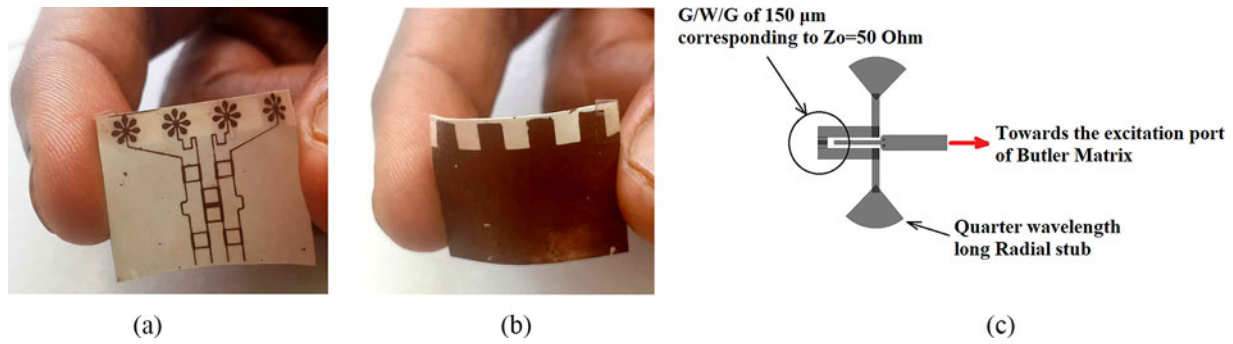 G/W/G of 150 µm
corresponding to Zo=50 Ohm
Towards the excitation port
of Butler Matrix
Quarter wavelength
long Radial stub
(a)
(b)
(c)